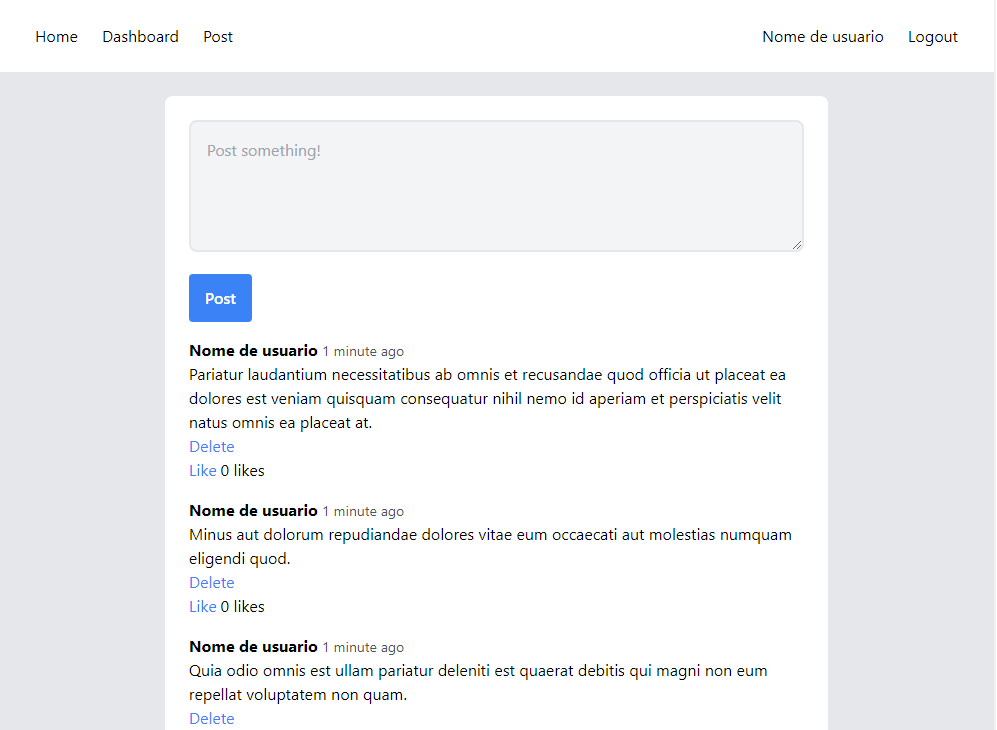 Home Dashboard Post Nome de usuario Logout
Post something!
Post
Nome de usuario 1 minute ago
Pariatur laudantium necessitatibus ab omnis et recusandae quod officia ut placeat ea
dolores est veniam quisquam consequatur nihil nemo id aperiam et perspiciatis velit
natus omnis ea placeat at.
Delete
Like 0 likes
Nome de usuario 1 minute ago
Minus aut dolorum repudiandae dolores vitae eum occaecati aut molestias numquam
eligendi quod.
Delete
Like 0 likes
Nome de usuario 1 minute ago
Quia odio omnis est ullam pariatur deleniti est quaerat debitis qui magni non eum
repellat voluptatem non quam.
Delete